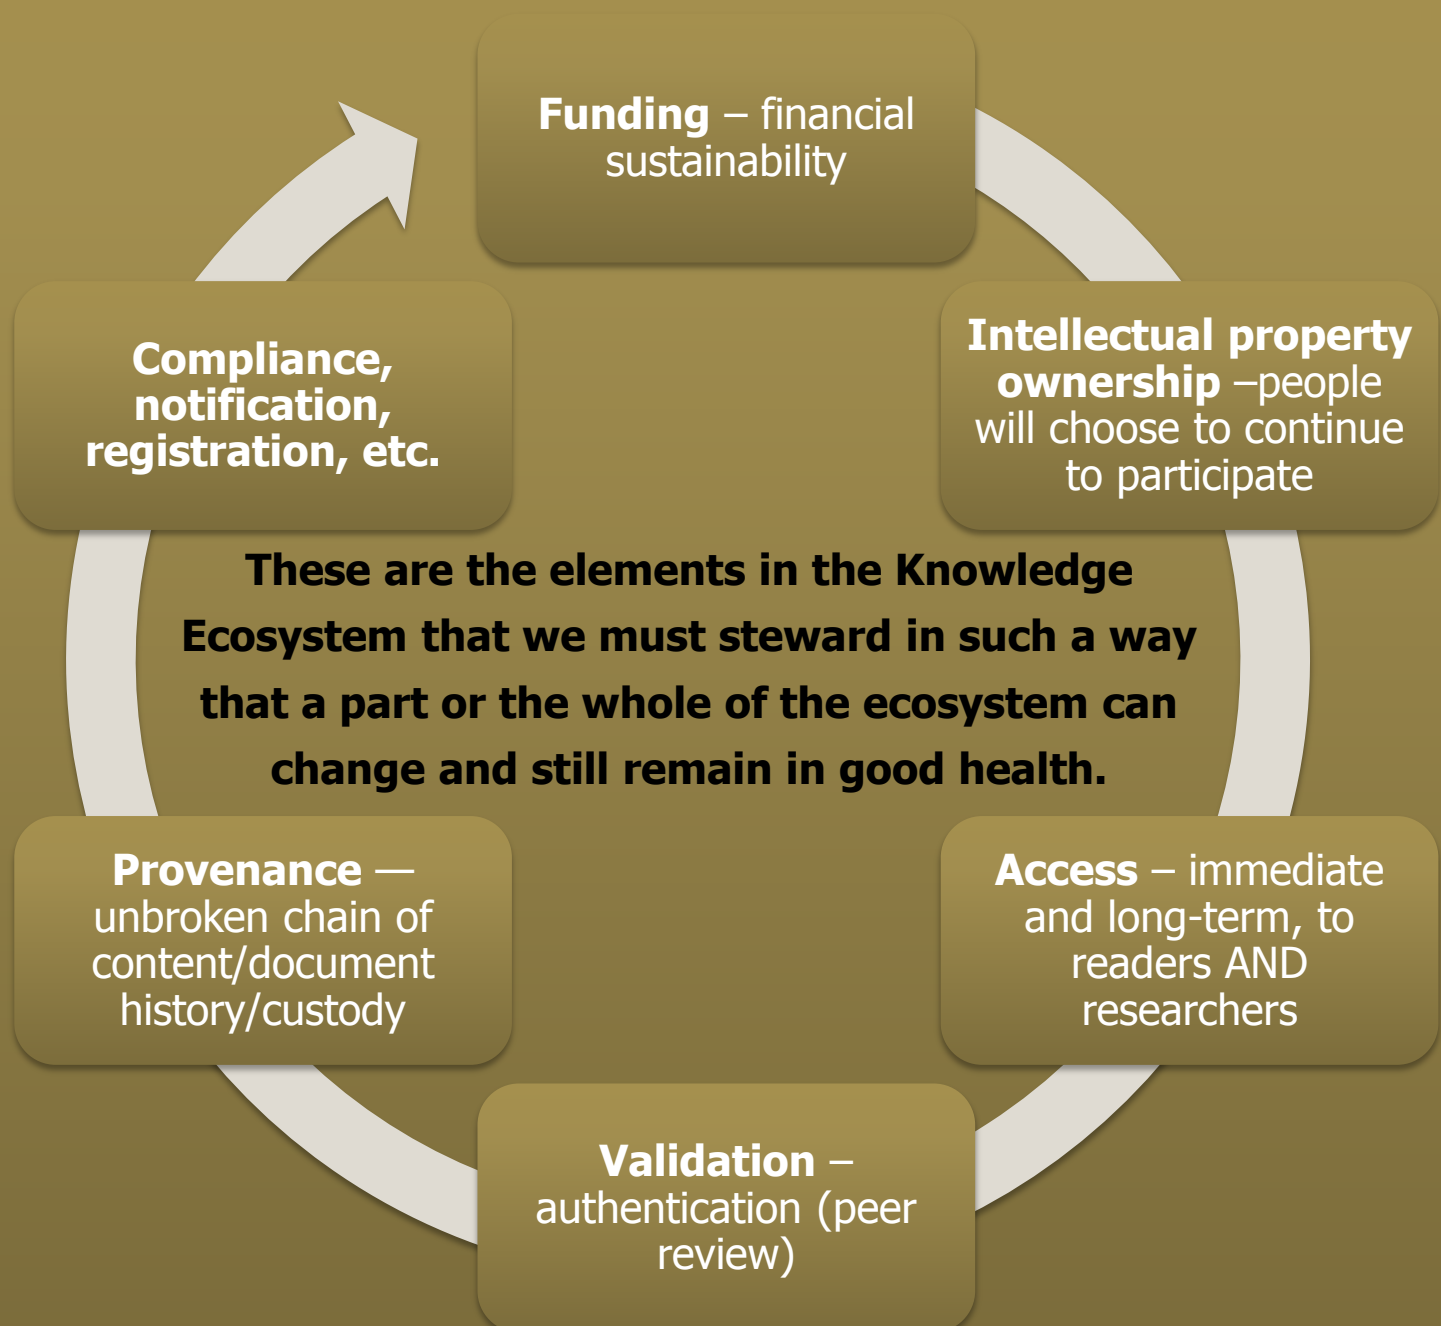 Funding – financial
sustainability
Intellectual property
ownership –people
will choose to continue
to participate
Access – immediate
and long-term, to
readers AND
researchers
Validation –
authentication (peer
review)
Provenance —
unbroken chain of
content/document
history/custody
Compliance,
notification,
registration, etc.
These are the elements in the Knowledge
Ecosystem that we must steward in such a way
that a part or the whole of the ecosystem can
change and still remain in good health.